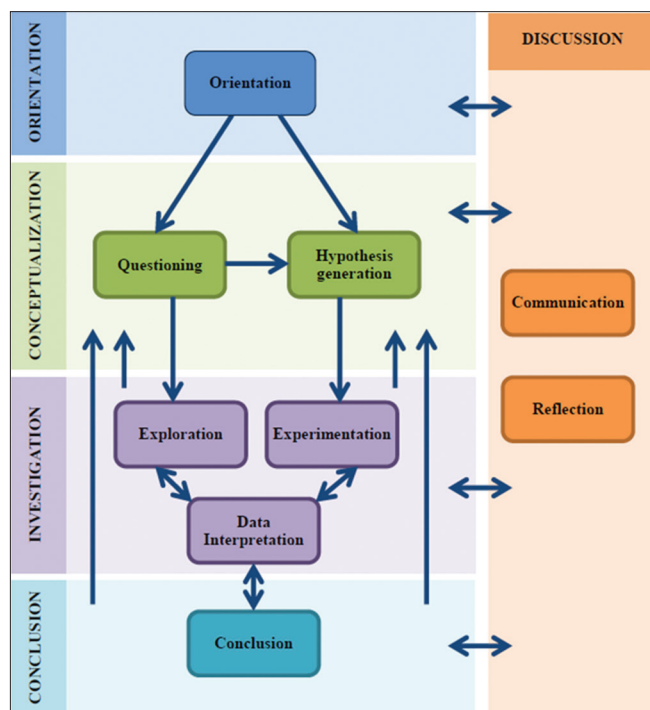 DISCUSSION
ORIENTATION
Orientation
CONCEPTUALIZATION
Questioning
Hypothesis
generation
Communication
Reflection
INVESTIGATION
Exploration
Experimentation
Data
Interpretation
CONCLUSION
Conclusion